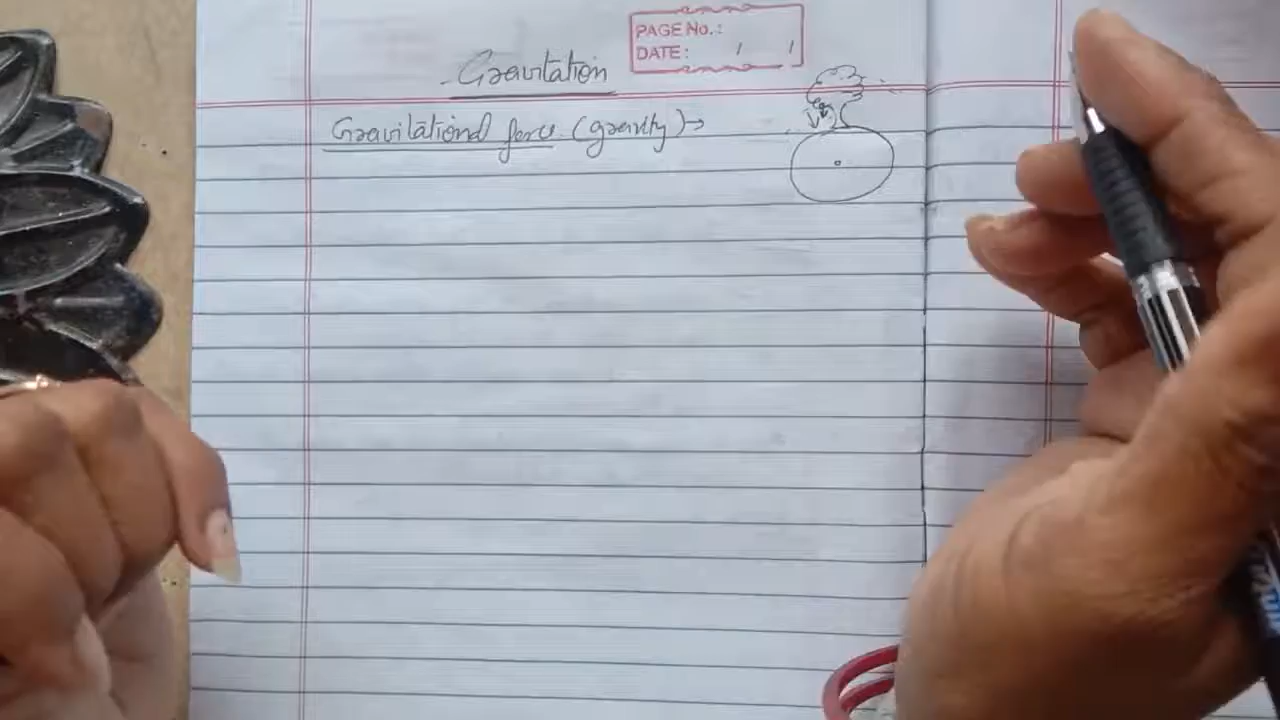 Gravitation
PAGE No.:
DATE: / /
Gravitational force (gravity) →